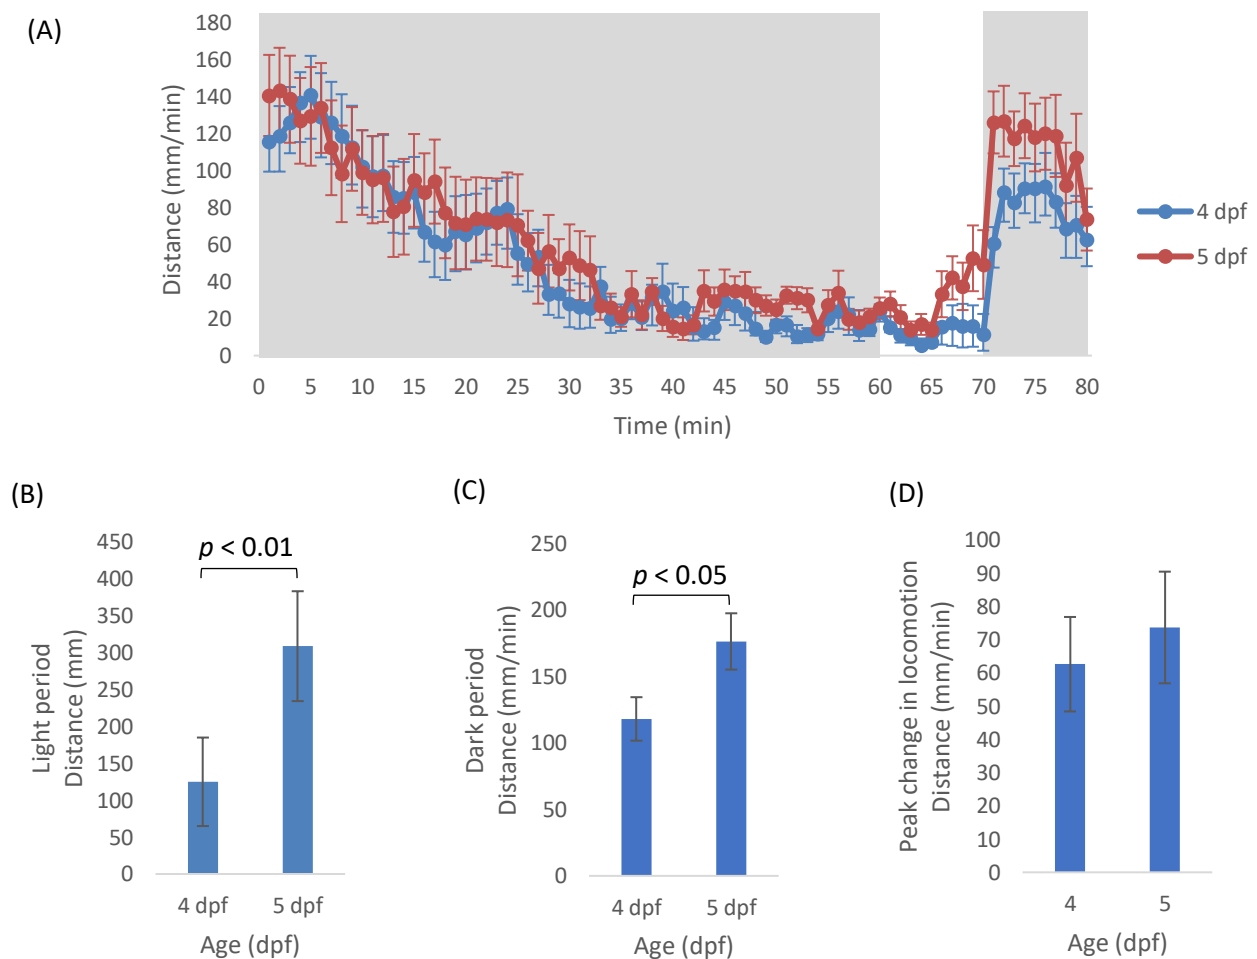 (A)
180
160
140
120
100
80
60
40
20
0
Distance (mm/min)
0 5 10 15 20 25 30 35 40 45 50 55 60 65 70 75 80
Time (min)
4 dpf
5 dpf
(B)
450
400
350
300
250
200
150
100
50
0
Light period
Distance (mm)
p < 0.01
4 dpf 5 dpf
Age (dpf)
(C)
250
200
150
100
50
0
Dark period
Distance (mm/min)
p < 0.05
4 dpf 5 dpf
Age (dpf)
(D)
100
90
80
70
60
50
40
30
20
10
0
Peak change in locomotion
Distance (mm/min)
4 5
Age (dpf)